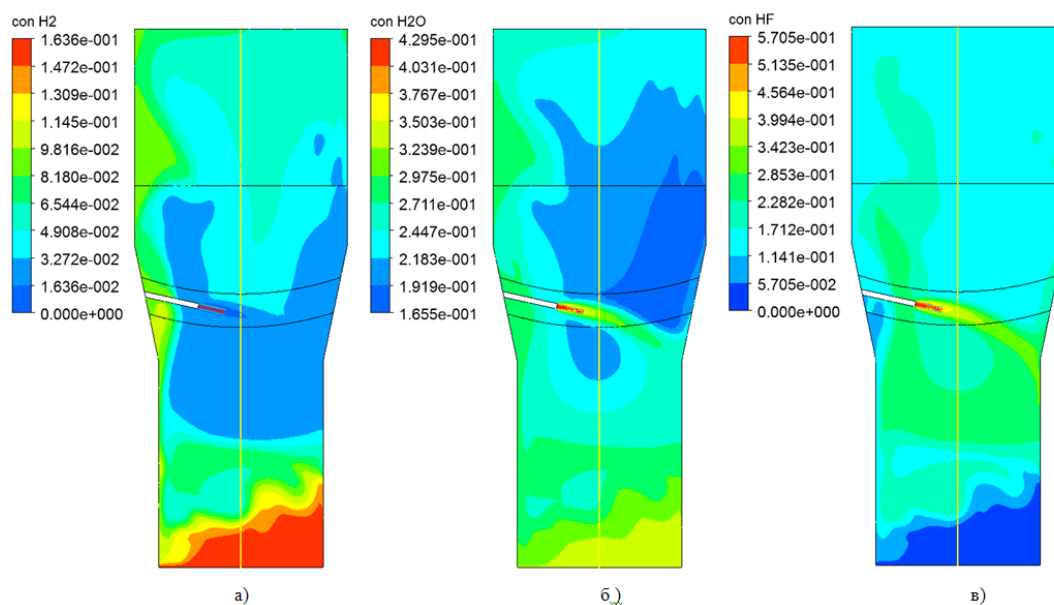 con H2
1.636e-001
1.472e-001
1.309e-001
1.145e-001
9.816e-002
8.180e-002
6.544e-002
4.908e-002
3.272e-002
1.636e-002
0.000e+000
con H2O
4.295e-001
4.031e-001
3.767e-001
3.503e-001
3.239e-001
2.975e-001
2.711e-001
2.447e-001
2.183e-001
1.919e-001
1.655e-001
con HF
5.705e-001
5.135e-001
4.564e-001
3.994e-001
3.423e-001
2.853e-001
2.282e-001
1.712e-001
1.141e-001
5.705e-002
0.000e+000
а)
б)
в)